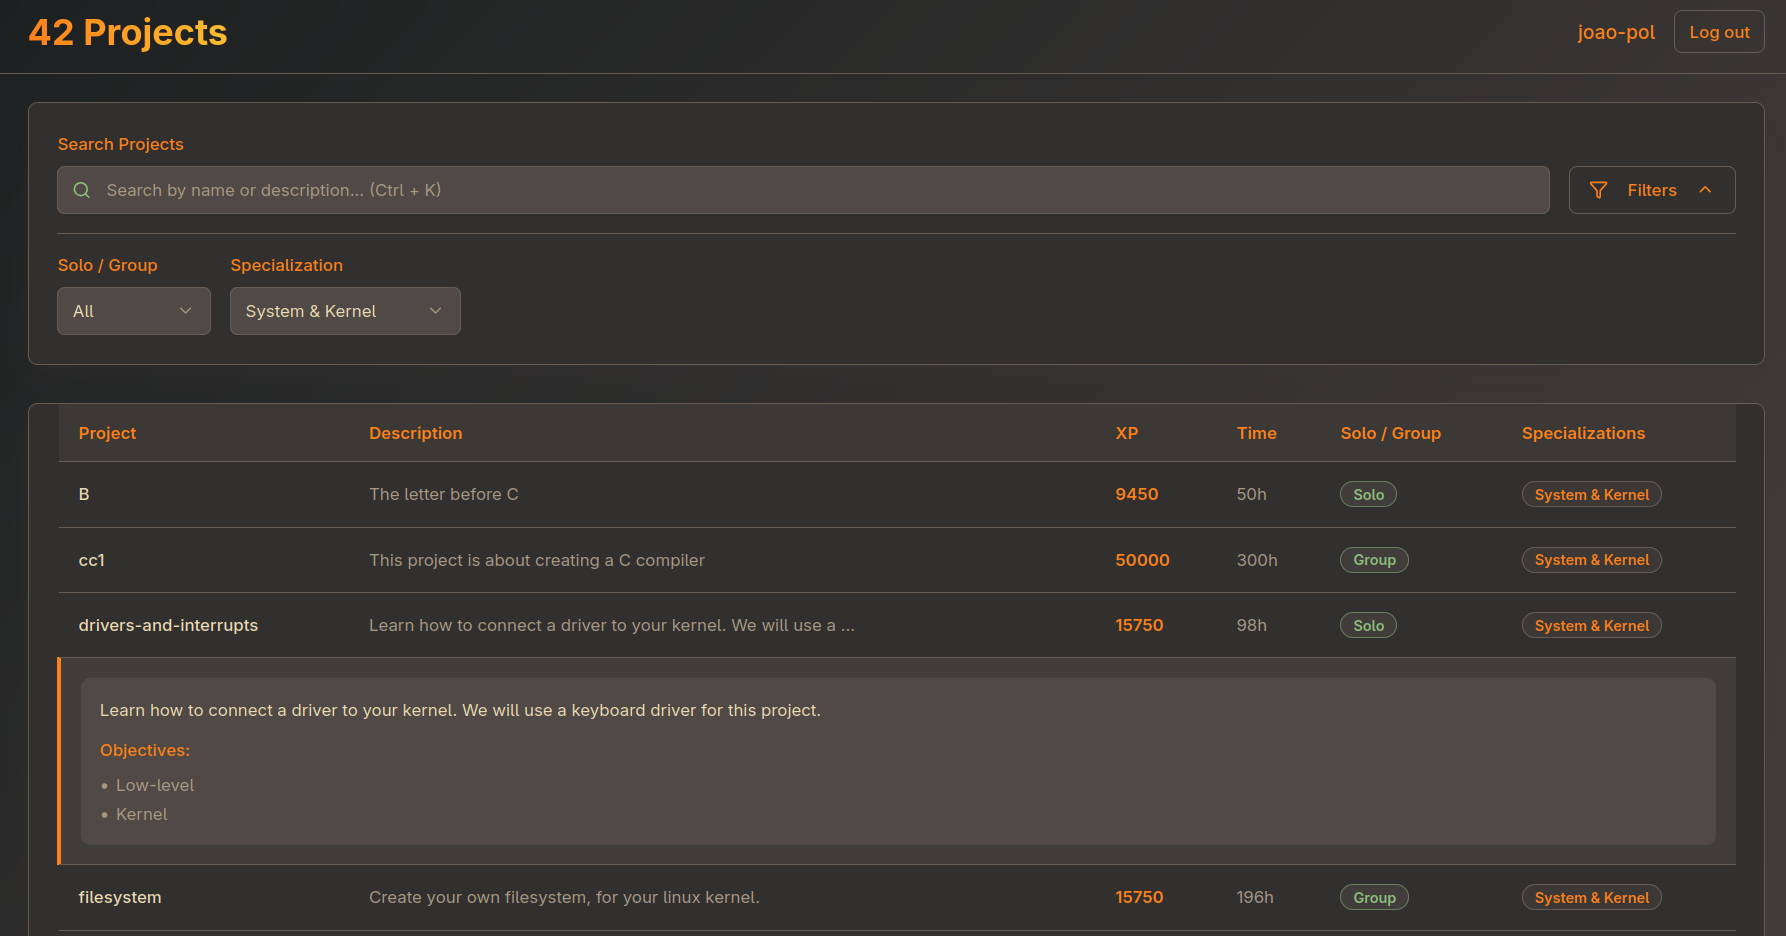 42 Projects
joao-pol
Log out
Search Projects
Search by name or description... (Ctrl + K)
Filters
Solo / Group
Specialization
All
System & Kernel
Project Description XP Time Solo / Group Specializations
B The letter before C 9450 50h Solo System & Kernel
cc1 This project is about creating a C compiler 50000 300h Group System & Kernel
drivers-and-interrupts Learn how to connect a driver to your kernel. We will use a ... 15750 98h Solo System & Kernel
Learn how to connect a driver to your kernel. We will use a keyboard driver for this project.
Objectives:
• Low-level
• Kernel
filesystem Create your own filesystem, for your linux kernel. 15750 196h Group System & Kernel